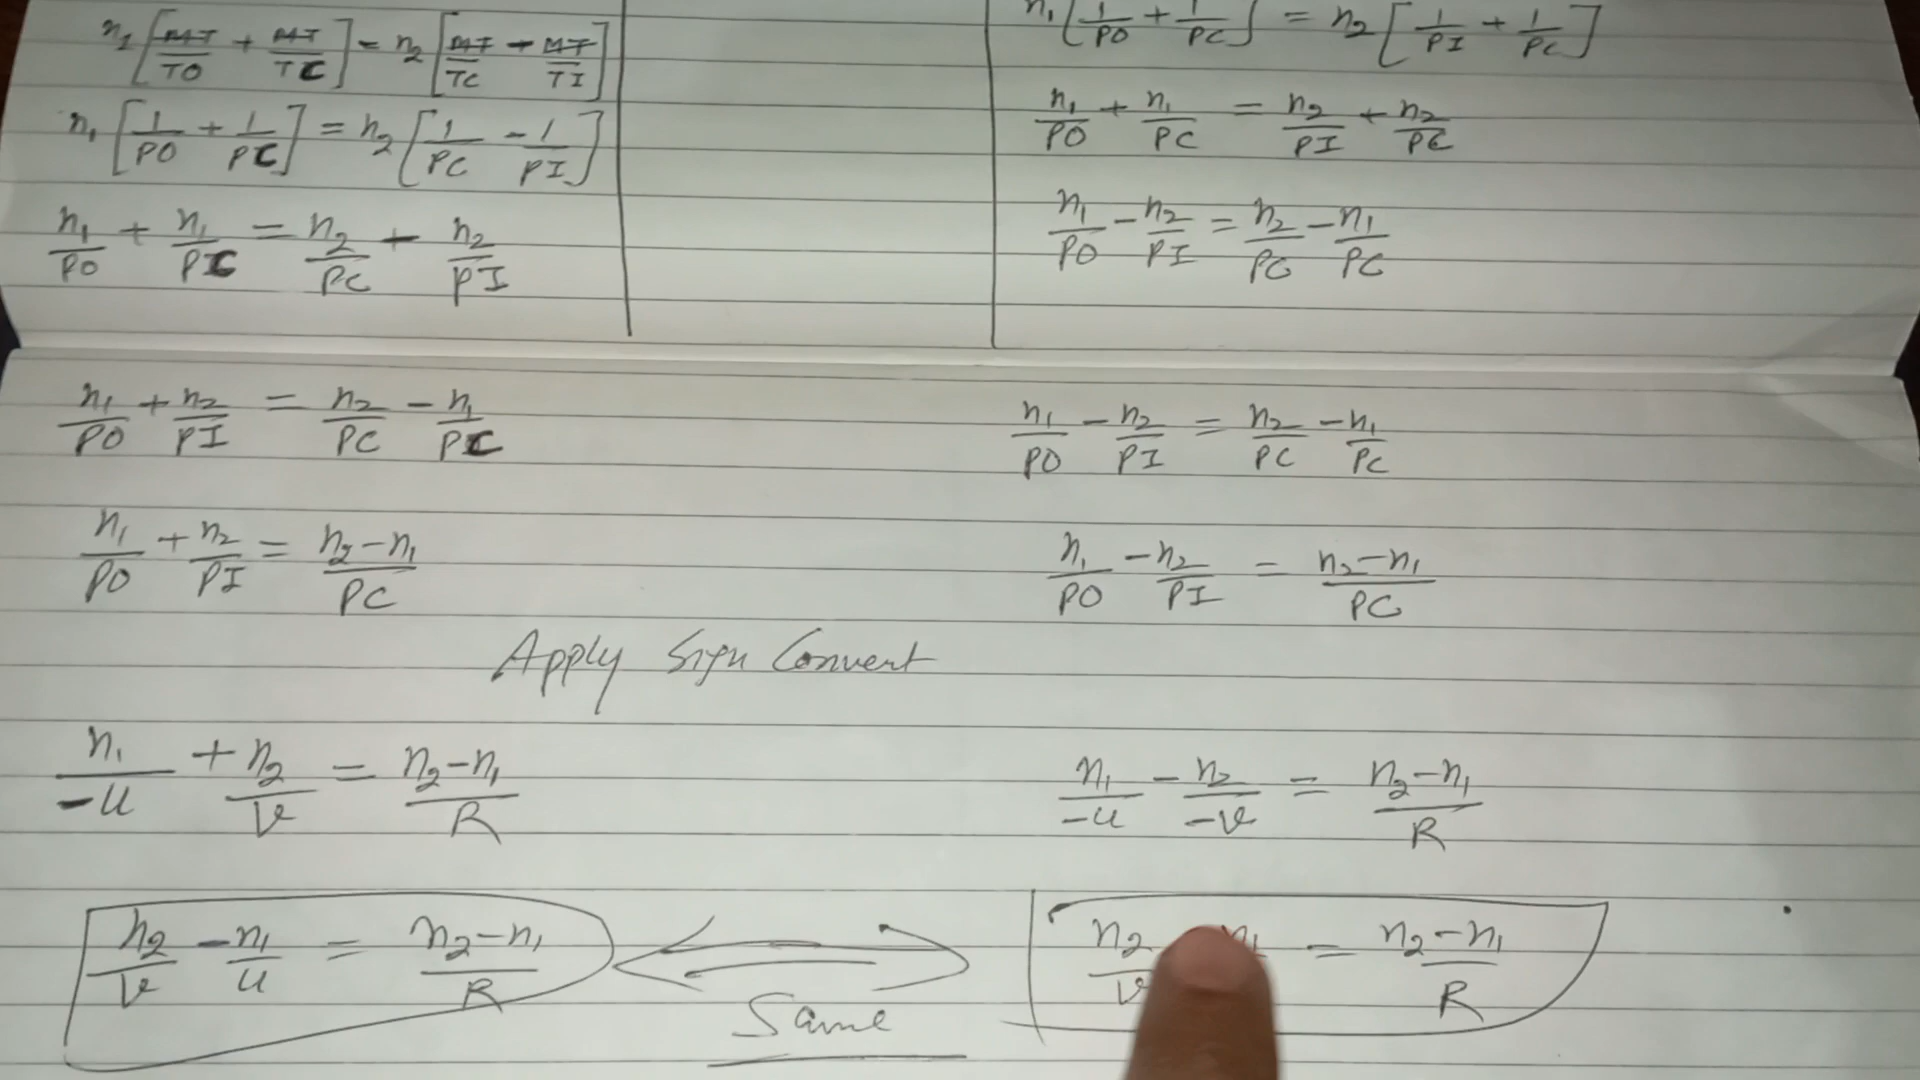 n1 [MT/TO + MT/TC] = n2 [MT/TC - MT/TI]
n1 [1/PO + 1/PC] = n2 [1/PC - 1/PI]
n1/PO + n1/PC = n2/PC - n2/PI
n1 [1/PO + 1/PC] = n2 [1/PI + 1/PC]
n1/PO + n1/PC = n2/PI + n2/PC
n1/PO - n2/PI = n2/PC - n1/PC
n1/PO + n2/PI = n2/PC - n1/PC
n1/PO - n2/PI = n2/PC - n1/PC
n1/PO + n2/PI = n2-n1/PC
n1/PO - n2/PI = n2-n1/PC
Apply Sign Convent
n1/-u + n2/v = n2-n1/R
n1/-u - n2/-v = n2-n1/R
n2/v - n1/u = n2-n1/R
n2/v n1 = n2-n1/R
Same